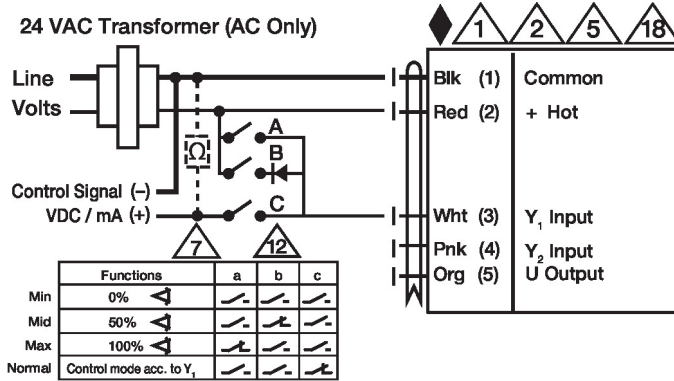 24 VAC Transformer (AC Only)
1 2 5 18
Line
Volts
Blk (1) Common
Red (2) + Hot
A
B
C
Ω
Control Signal (−)
VDC / mA (+)
Wht (3) Y1 Input
Pnk (4) Y2 Input
Org (5) U Output
7
12
Functions a b c
Min 0%
Mid 50%
Max 100%
Normal Control mode acc. to Y1